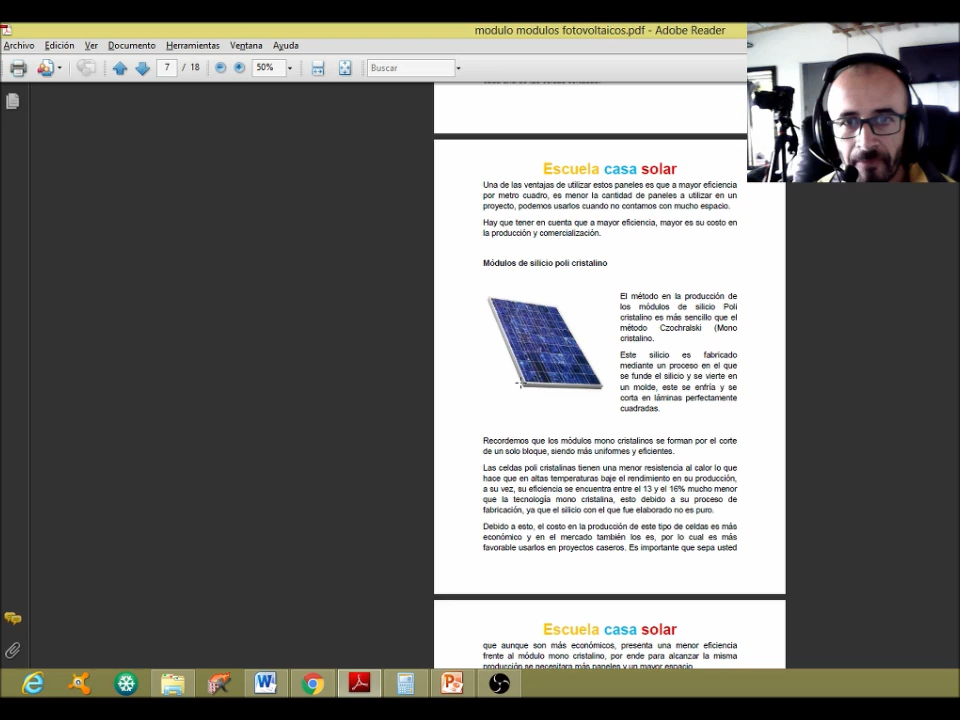 modulo modulos fotovoltaicos.pdf - Adobe Reader
Archivo Edición Ver Documento Herramientas Ventana Ayuda
7 / 18 50% Buscar
Escuela casa solar
Una de las ventajas de utilizar estos paneles es que a mayor eficiencia
por metro cuadro, es menor la cantidad de paneles a utilizar en un
proyecto, podemos usarlos cuando no contamos con mucho espacio.
Hay que tener en cuenta que a mayor eficiencia, mayor es su costo en
la producción y comercialización.
Módulos de silicio poli cristalino
El método en la producción de
los módulos de silicio Poli
cristalino es más sencillo que el
método Czochralski (Mono
cristalino.
Este silicio es fabricado
mediante un proceso en el que
se funde el silicio y se vierte en
un molde, este se enfría y se
corta en láminas perfectamente
cuadradas.
Recordemos que los módulos mono cristalinos se forman por el corte
de un solo bloque, siendo más uniformes y eficientes.
Las celdas poli cristalinas tienen una menor resistencia al calor lo que
hace que en altas temperaturas baje el rendimiento en su producción,
a su vez, su eficiencia se encuentra entre el 13 y el 16% mucho menor
que la tecnología mono cristalina, esto debido a su proceso de
fabricación, ya que el silicio con el que fue elaborado no es puro.
Debido a esto, el costo en la producción de este tipo de celdas es más
económico y en el mercado también los es, por lo cual es más
favorable usarlos en proyectos caseros. Es importante que sepa usted
Escuela casa solar
que aunque son más económicos, presenta una menor eficiencia
frente al módulo mono cristalino, por ende para alcanzar la misma
producción se necesitara más paneles y un mayor espacio